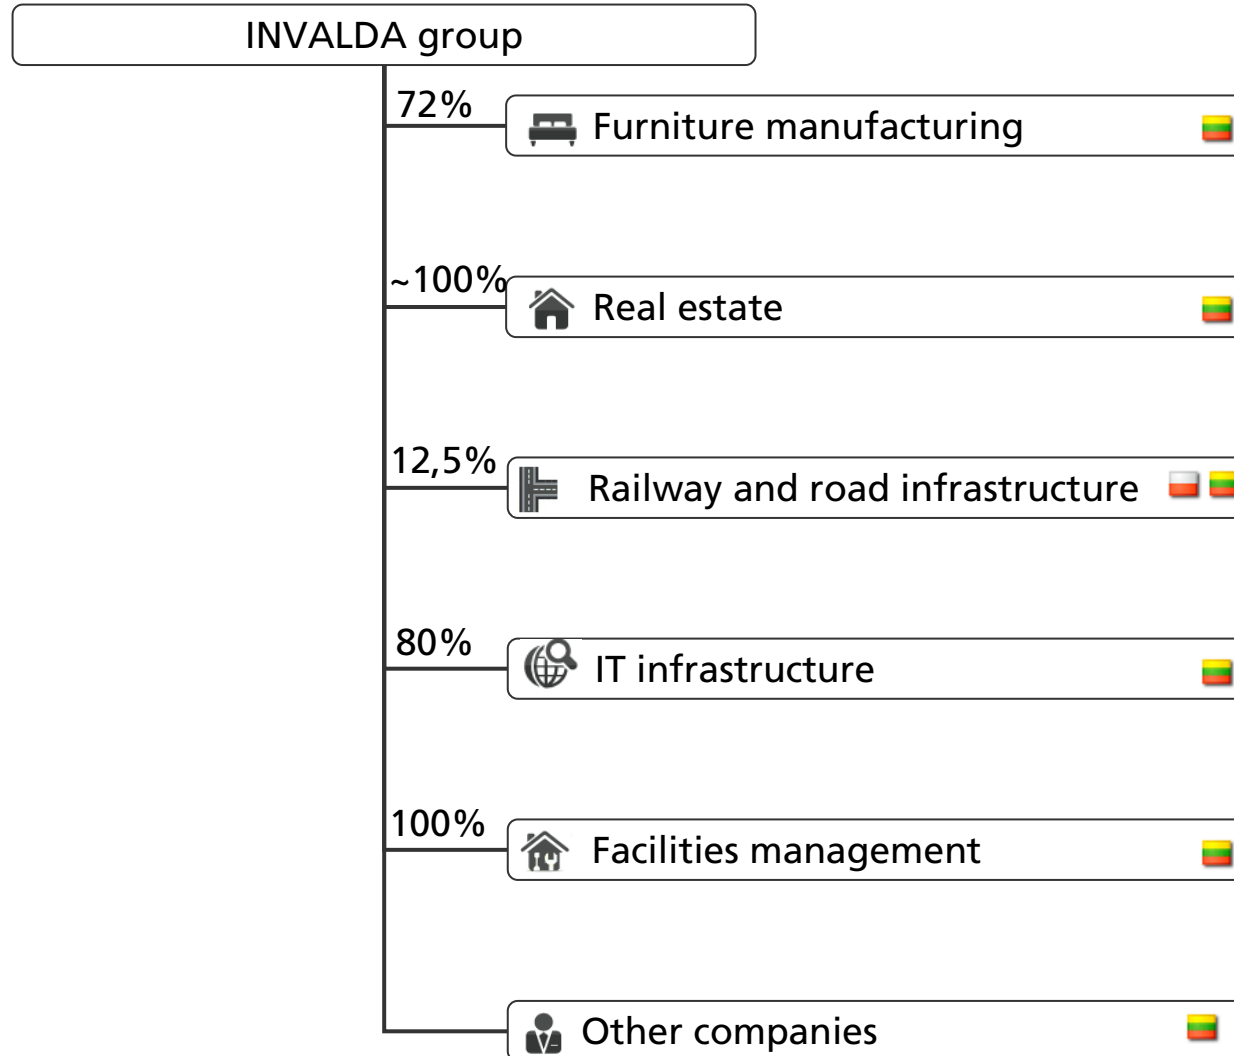 INVALDA group
72%
Furniture manufacturing
~100%
Real estate
12,5%
Railway and road infrastructure
80%
IT infrastructure
100%
Facilities management
Other companies